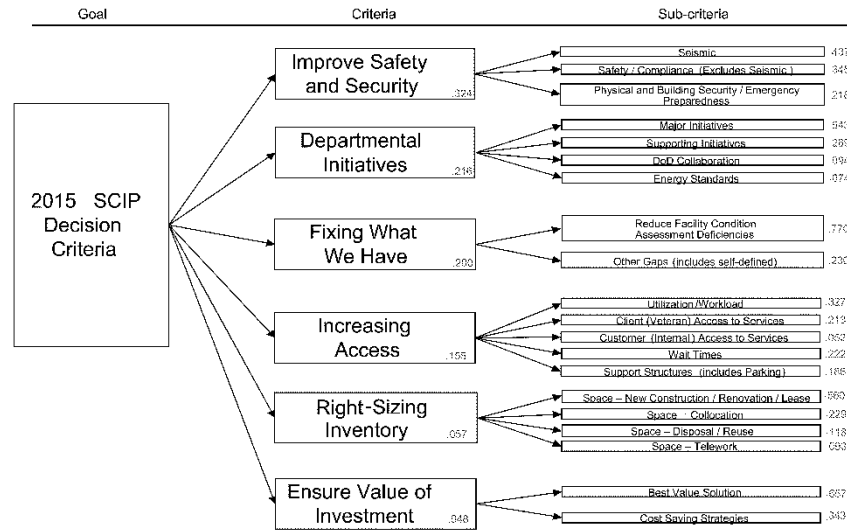 Goal
Criteria
Sub-criteria
2015 SCIP
Decision
Criteria
Improve Safety
and Security
.324
Seismic
.437
Safety / Compliance (Excludes Seismic )
.345
Physical and Building Security / Emergency
Preparedness
.218
Departmental
Initiatives
.216
Major Initiatives
.543
Supporting Initiatives
.289
DoD Collaboration
.094
Energy Standards
.074
Fixing What
We Have
.200
Reduce Facility Condition
Assessment Deficiencies
.770
Other Gaps (includes self-defined)
.230
Increasing
Access
.155
Utilization/Workload
.327
Client (Veteran) Access to Services
.213
Customer (Internal) Access to Services
.052
Wait Times
.222
Support Structures (includes Parking)
.186
Right-Sizing
Inventory
.057
Space – New Construction / Renovation / Lease
.560
Space – Collocation
.229
Space – Disposal / Reuse
.118
Space – Telework
.093
Ensure Value of
Investment
.048
Best Value Solution
.657
Cost Saving Strategies
.343